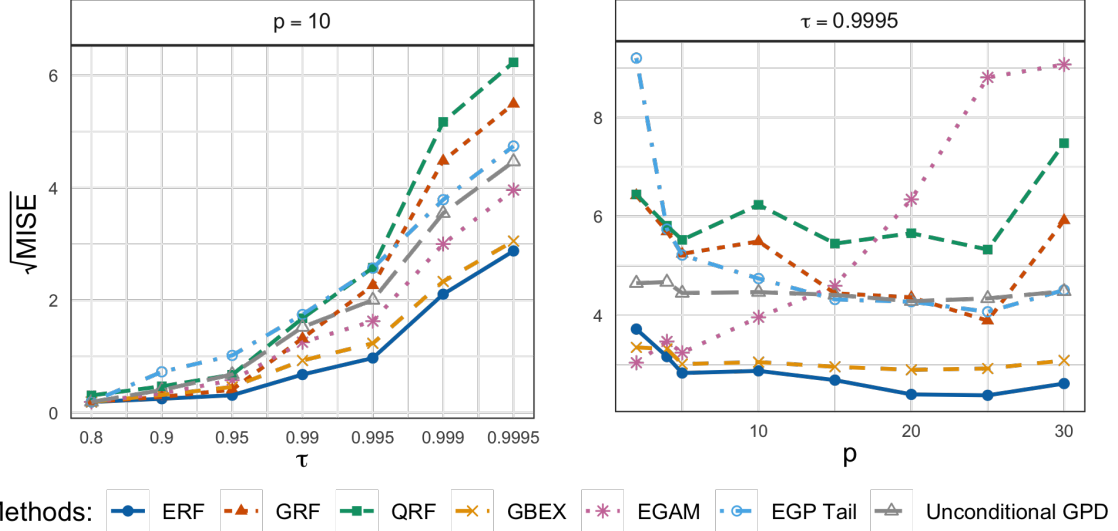 p = 10
τ = 0.9995
√MISE
6
4
2
0
8
6
4
0.8 0.9 0.95 0.99 0.995 0.999 0.9995
10 20 30
τ
p
Methods: ERF GRF QRF GBEX EGAM EGP Tail Unconditional GPD